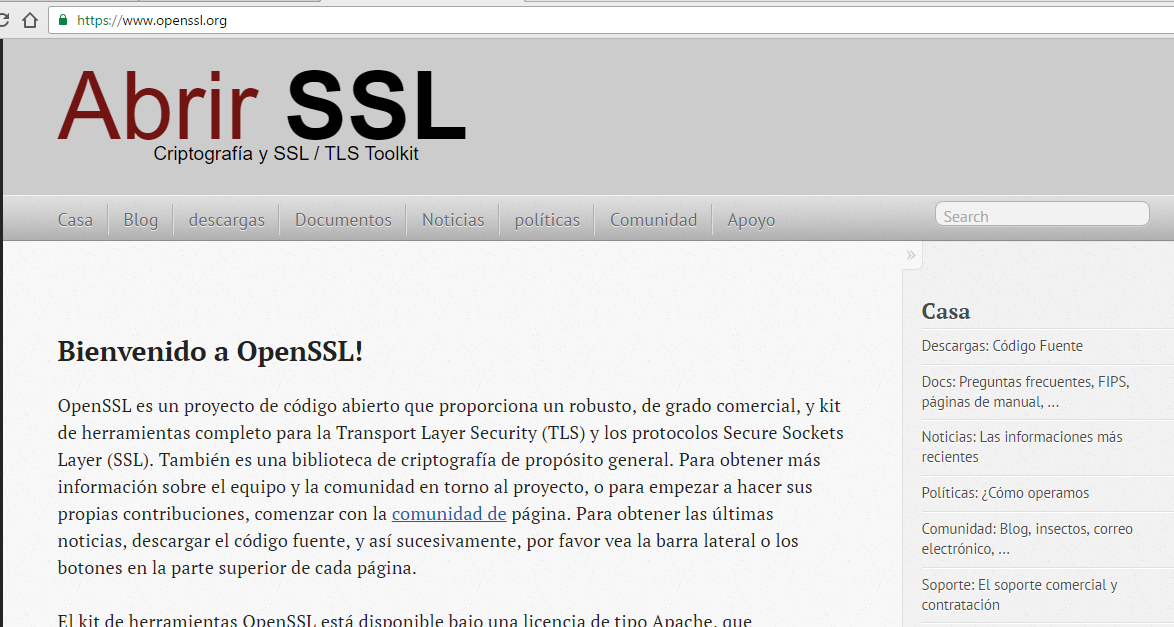 https://www.openssl.org
Abrir SSL
Criptografía y SSL / TLS Toolkit
Casa Blog descargas Documentos Noticias políticas Comunidad Apoyo Search
»
Bienvenido a OpenSSL!
OpenSSL es un proyecto de código abierto que proporciona un robusto, de grado comercial, y kit
de herramientas completo para la Transport Layer Security (TLS) y los protocolos Secure Sockets
Layer (SSL). También es una biblioteca de criptografía de propósito general. Para obtener más
información sobre el equipo y la comunidad en torno al proyecto, o para empezar a hacer sus
propias contribuciones, comenzar con la comunidad de página. Para obtener las últimas
noticias, descargar el código fuente, y así sucesivamente, por favor vea la barra lateral o los
botones en la parte superior de cada página.
El kit de herramientas OpenSSL está disponible bajo una licencia de tipo Apache, que
Casa
Descargas: Código Fuente
Docs: Preguntas frecuentes, FIPS,
páginas de manual, ...
Noticias: Las informaciones más
recientes
Políticas: ¿Cómo operamos
Comunidad: Blog, insectos, correo
electrónico, ...
Soporte: El soporte comercial y
contratación